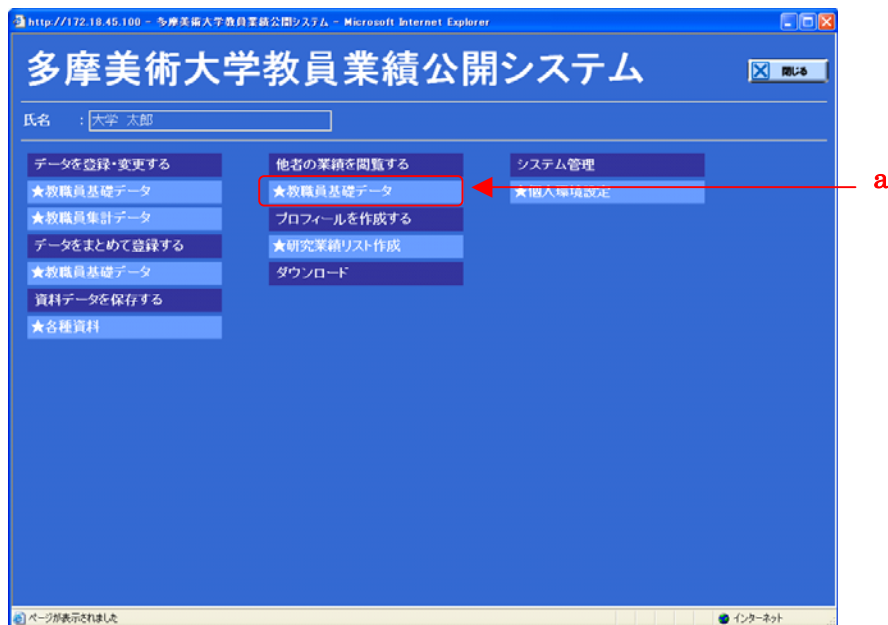 http://172.18.45.100 - 多摩美術大学教員業績公開システム - Microsoft Internet Explorer
多摩美術大学教員業績公開システム
閉じる
氏名 : 大学 太郎
データを登録・変更する
★教職員基礎データ
★教職員集計データ
データをまとめて登録する
★教職員基礎データ
資料データを保存する
★各種資料
他者の業績を閲覧する
★教職員基礎データ
プロフィールを作成する
★研究業績リスト作成
ダウンロード
システム管理
★個人環境設定
a
ページが表示されました
インターネット